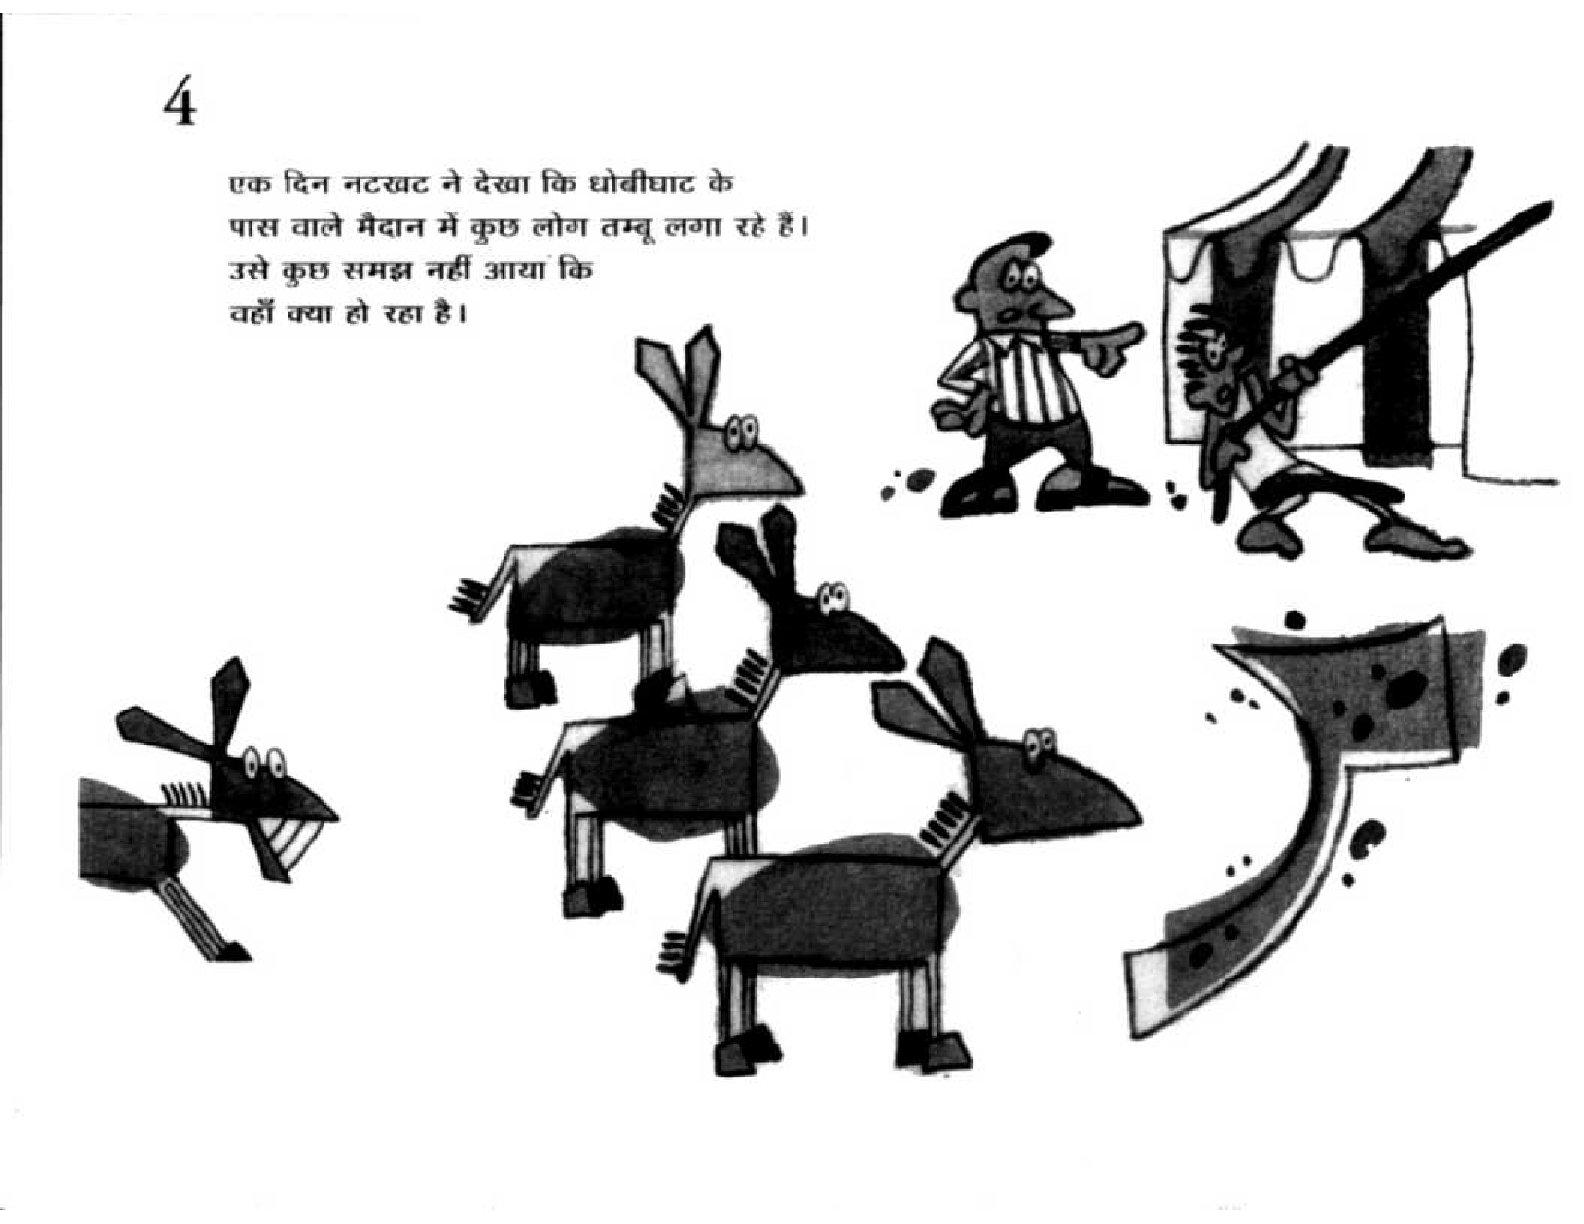 4
एक दिन नटखट ने देखा कि धोबीघाट के
पास वाले मैदान में कुछ लोग तम्बू लगा रहे हैं।
उसे कुछ समझ नहीं आया कि
वहाँ क्या हो रहा है।